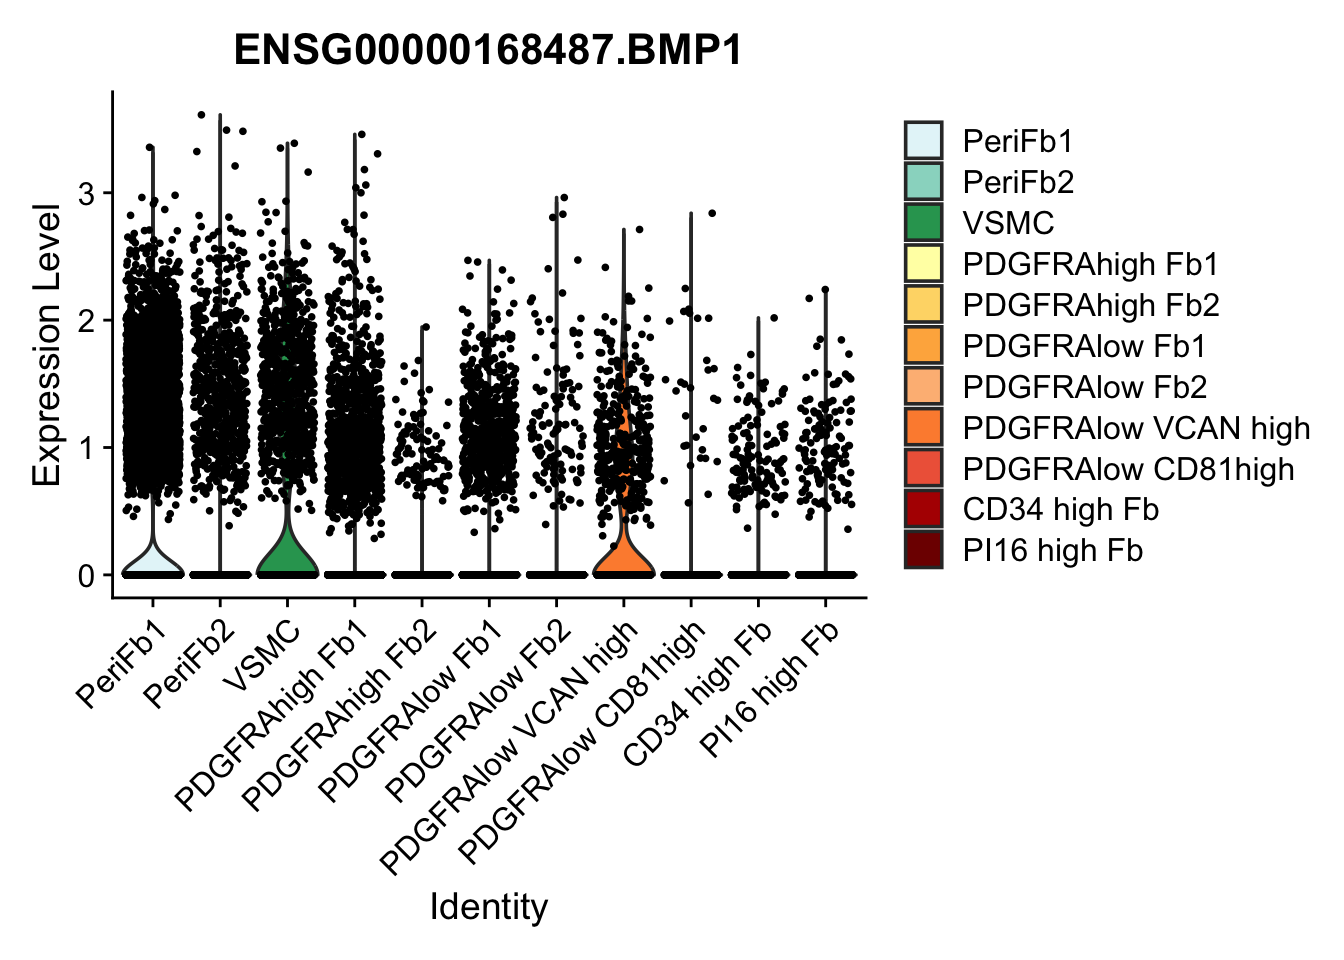 ENSG00000168487.BMP1
Expression Level
3
2
1
0
PeriFb1
PeriFb2
VSMC
PDGFRAhigh Fb1
PDGFRAhigh Fb2
PDGFRAlow Fb1
PDGFRAlow Fb2
PDGFRAlow VCAN high
PDGFRAlow CD81high
CD34 high Fb
PI16 high Fb
Identity
PeriFb1
PeriFb2
VSMC
PDGFRAhigh Fb1
PDGFRAhigh Fb2
PDGFRAlow Fb1
PDGFRAlow Fb2
PDGFRAlow VCAN high
PDGFRAlow CD81high
CD34 high Fb
PI16 high Fb